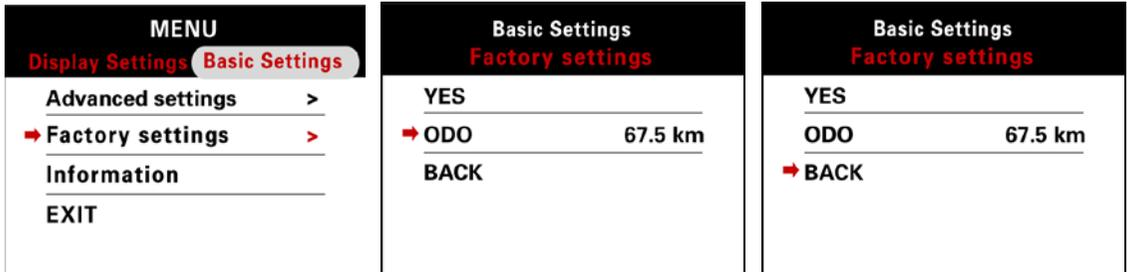 MENU
Display Settings Basic Settings
Advanced settings >
Factory settings >
Information
EXIT
Basic Settings
Factory settings
YES
ODO 67.5 km
BACK
Basic Settings
Factory settings
YES
ODO 67.5 km
BACK